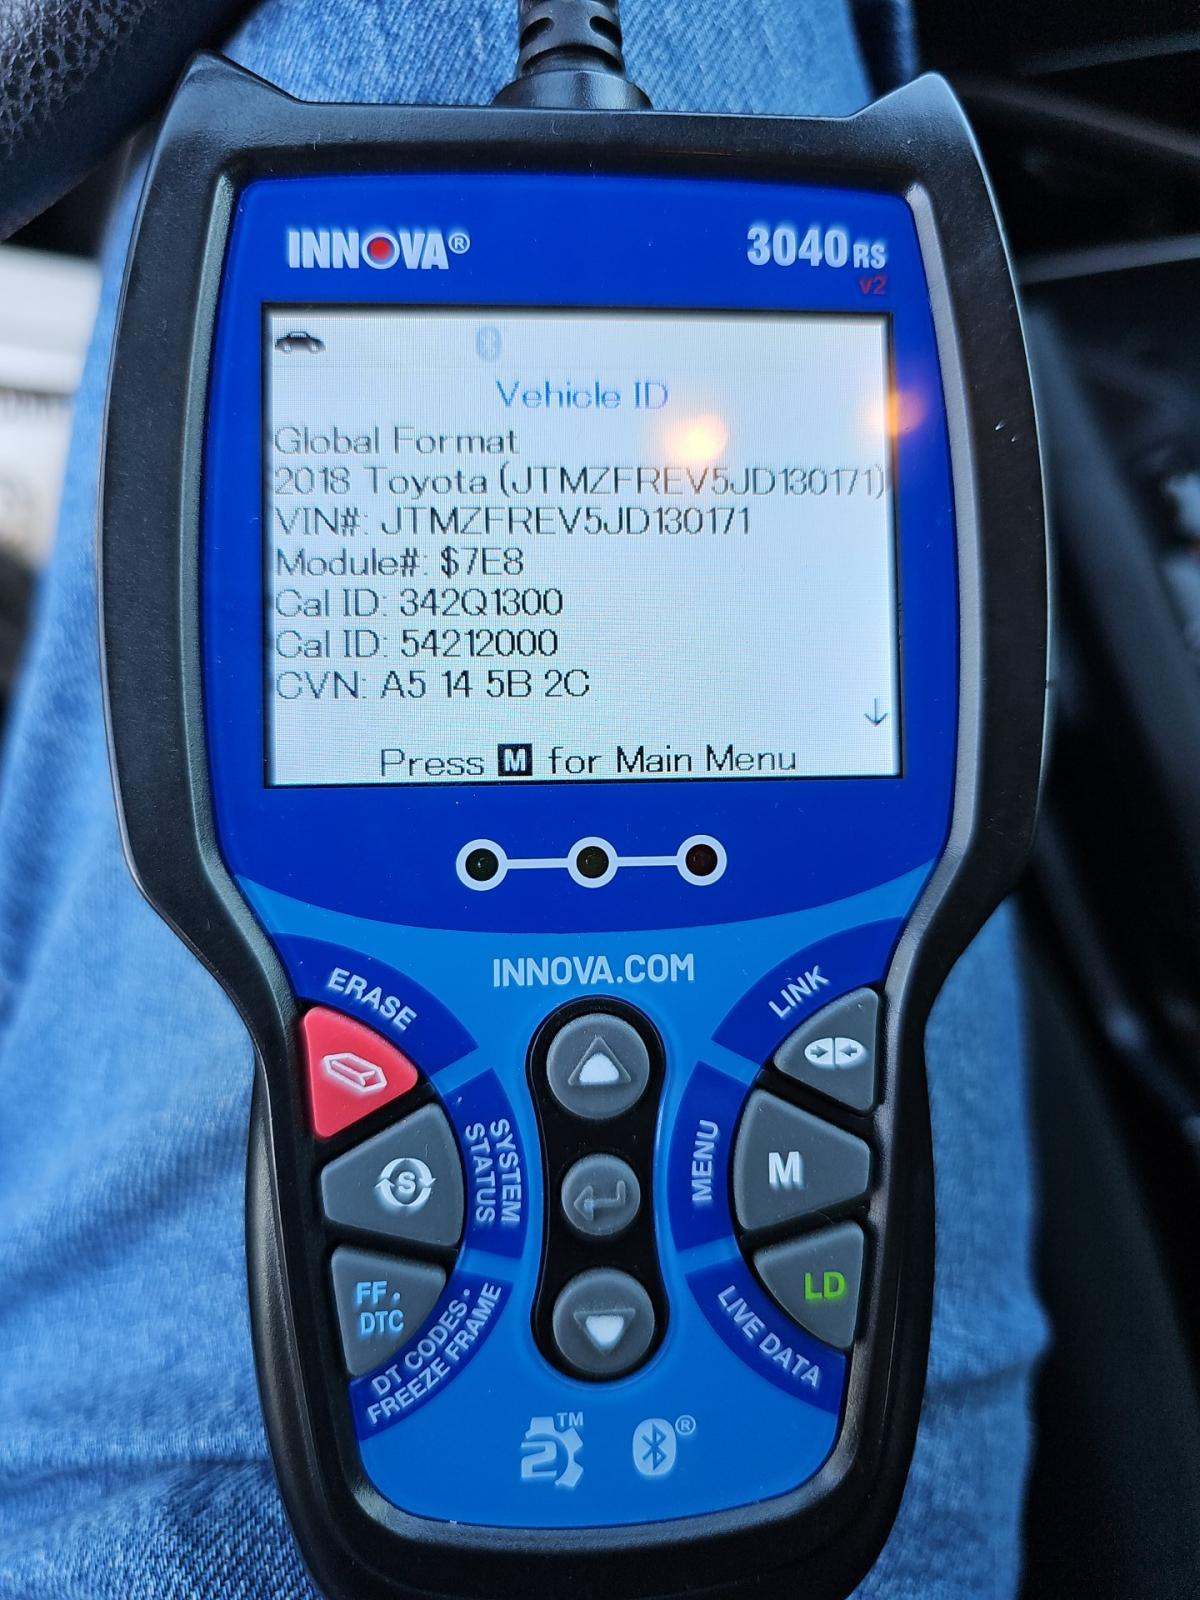 INNOVA®
3040RS
v2
Vehicle ID
Global Format
2018 Toyota (JTMZFREV5JD130171)
VIN#: JTMZFREV5JD130171
Module#: $7E8
Cal ID: 342Q1300
Cal ID: 54212000
CVN: A5 14 5B 2C
Press M for Main Menu
INNOVA.COM
ERASE
LINK
S
SYSTEM
STATUS
MENU
M
FF.
DTC
DT CODES·
FREEZE FRAME
LD
LIVE DATA
2™
®